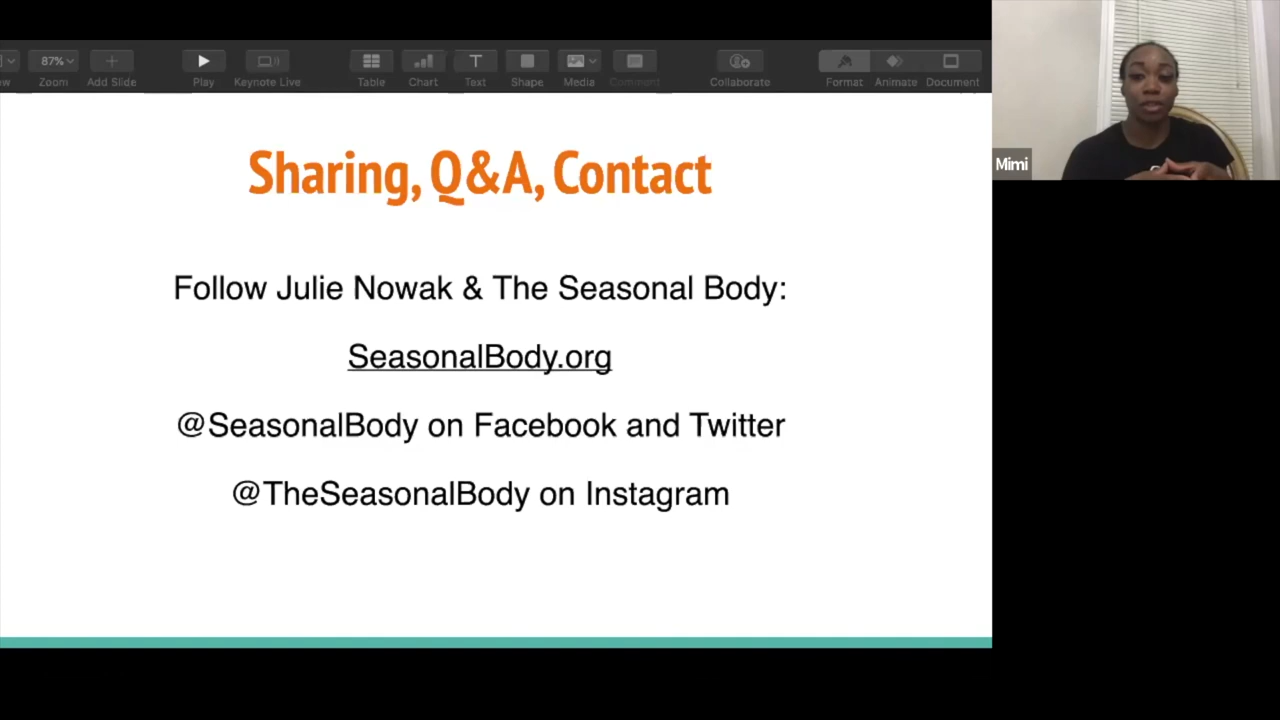 87%
Zoom
Add Slide
Play
Keynote Live
Table
Chart
Text
Shape
Media
Comment
Collaborate
Format
Animate
Document
Sharing, Q&A, Contact
Follow Julie Nowak & The Seasonal Body:
SeasonalBody.org
@SeasonalBody on Facebook and Twitter
@TheSeasonalBody on Instagram
Mimi